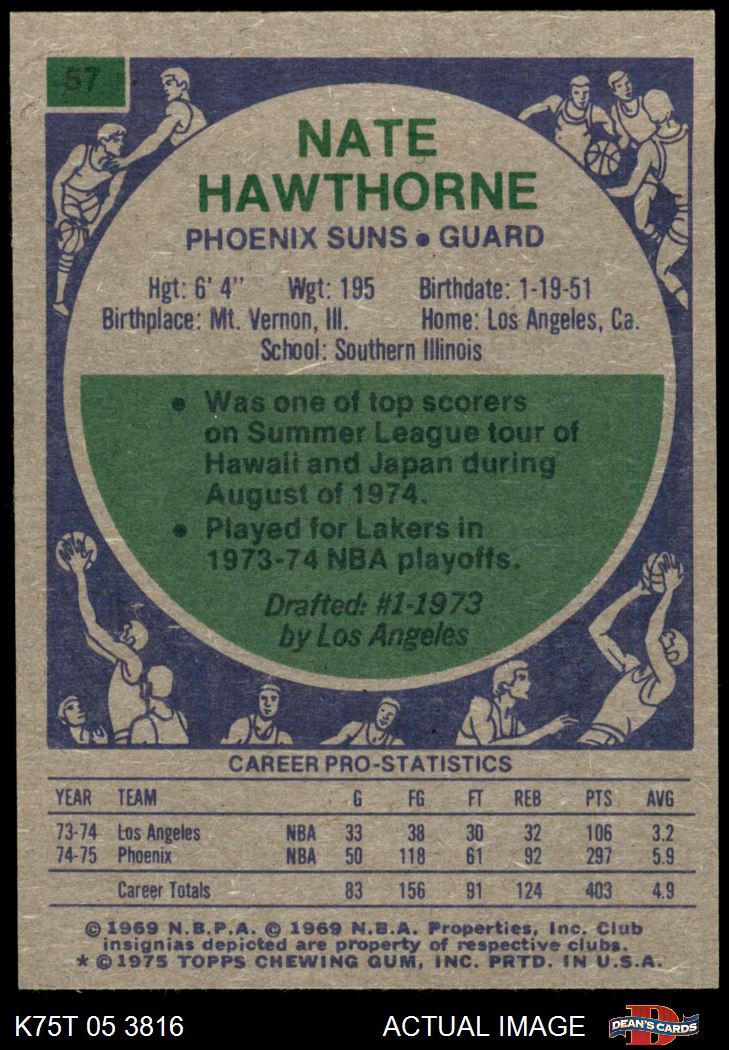 57
NATE
HAWTHORNE
PHOENIX SUNS • GUARD
Hgt: 6' 4" Wgt: 195 Birthdate: 1-19-51
Birthplace: Mt. Vernon, Ill. Home: Los Angeles, Ca.
School: Southern Illinois
• Was one of top scorers
on Summer League tour of
Hawaii and Japan during
August of 1974.
• Played for Lakers in
1973-74 NBA playoffs.
Drafted: #1-1973
by Los Angeles
CAREER PRO-STATISTICS
YEAR TEAM G FG FT REB PTS AVG
73-74 Los Angeles NBA 33 38 30 32 106 3.2
74-75 Phoenix NBA 50 118 61 92 297 5.9
Career Totals 83 156 91 124 403 4.9
© 1969 N.B.P.A. © 1969 N.B.A. Properties, Inc. Club
insignias depicted are property of respective clubs.
* © 1975 TOPPS CHEWING GUM, INC. PRTD. IN U.S.A.
K75T 05 3816 ACTUAL IMAGE D DEAN'S CARDS